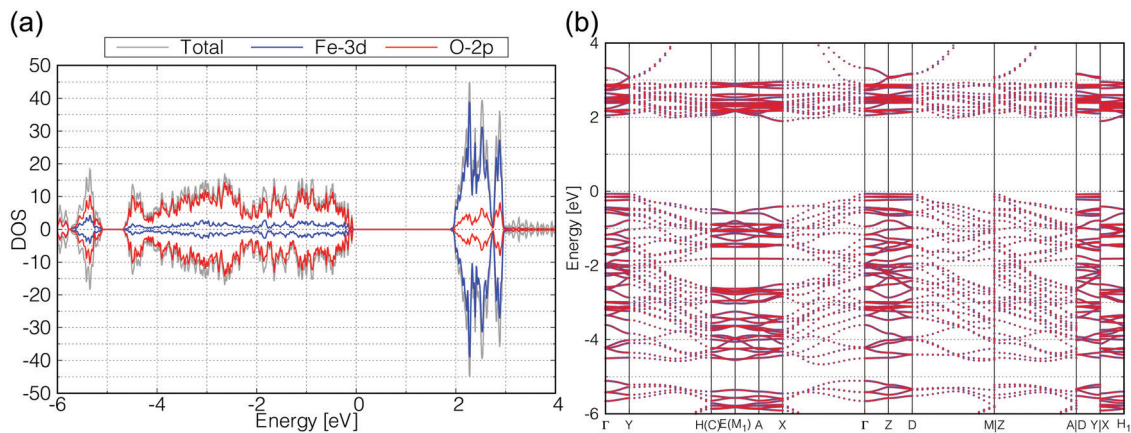 (a)
Total Fe-3d O-2p
50
40
30
20
10
0
-10
-20
-30
-40
-50
DOS
-6 -4 -2 0 2 4
Energy [eV]
(b)
4
2
0
-2
-4
-6
Energy [eV]
Γ Y H(C) E(M₁) A X Γ Z D M|Z A|D Y|X H₁